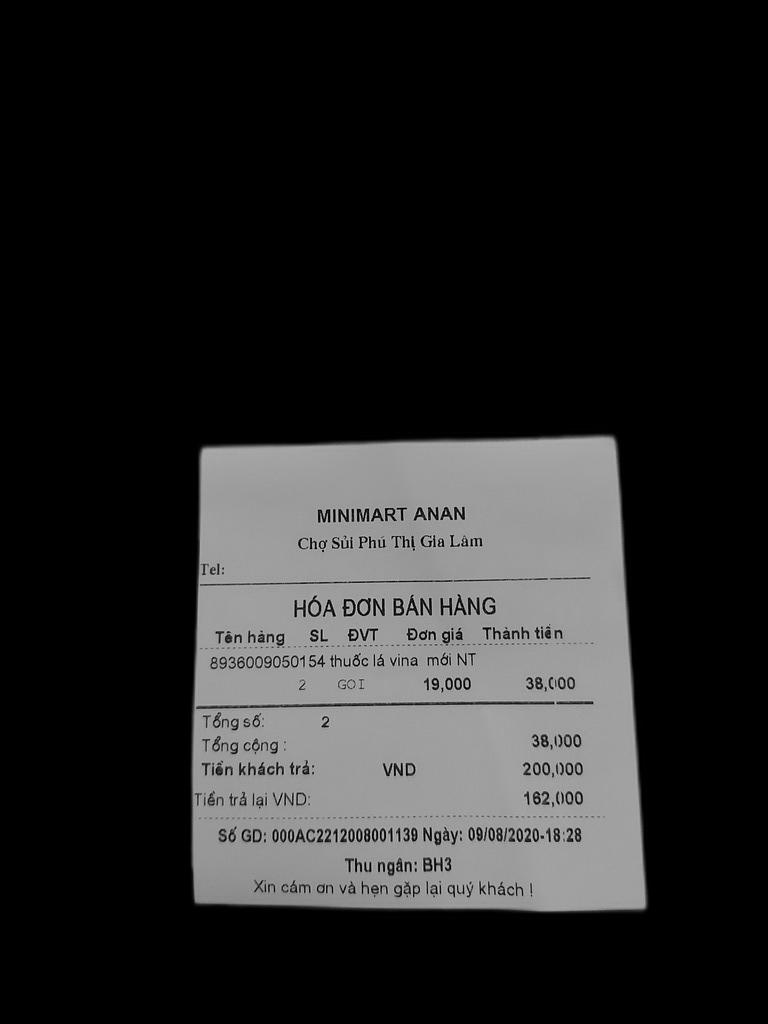 MINIMART ANAN
Chợ Sủi Phú Thị Gia Lâm
Tel:
HÓA ĐƠN BÁN HÀNG
Tên hàng SL ĐVT Đơn giá Thành tiền
8936009050154 thuốc lá vina mới NT
2 GOI 19,000 38,000
Tổng số: 2
Tổng cộng : 38,000
Tiền khách trả: VND 200,000
Tiền trả lại VND: 162,000
Số GD: 000AC2212008001139 Ngày: 09/08/2020-18:28
Thu ngân: BH3
Xin cám ơn và hẹn gặp lại quý khách !